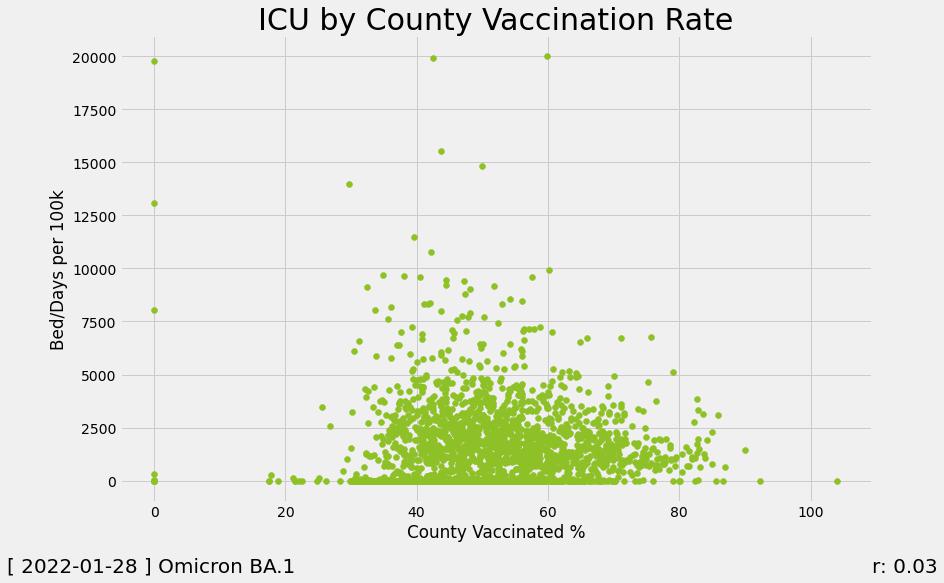 ICU by County Vaccination Rate
20000
17500
15000
12500
10000
7500
5000
2500
0
Bed/Days per 100k
0 20 40 60 80 100
County Vaccinated %
[ 2022-01-28 ] Omicron BA.1
r: 0.03